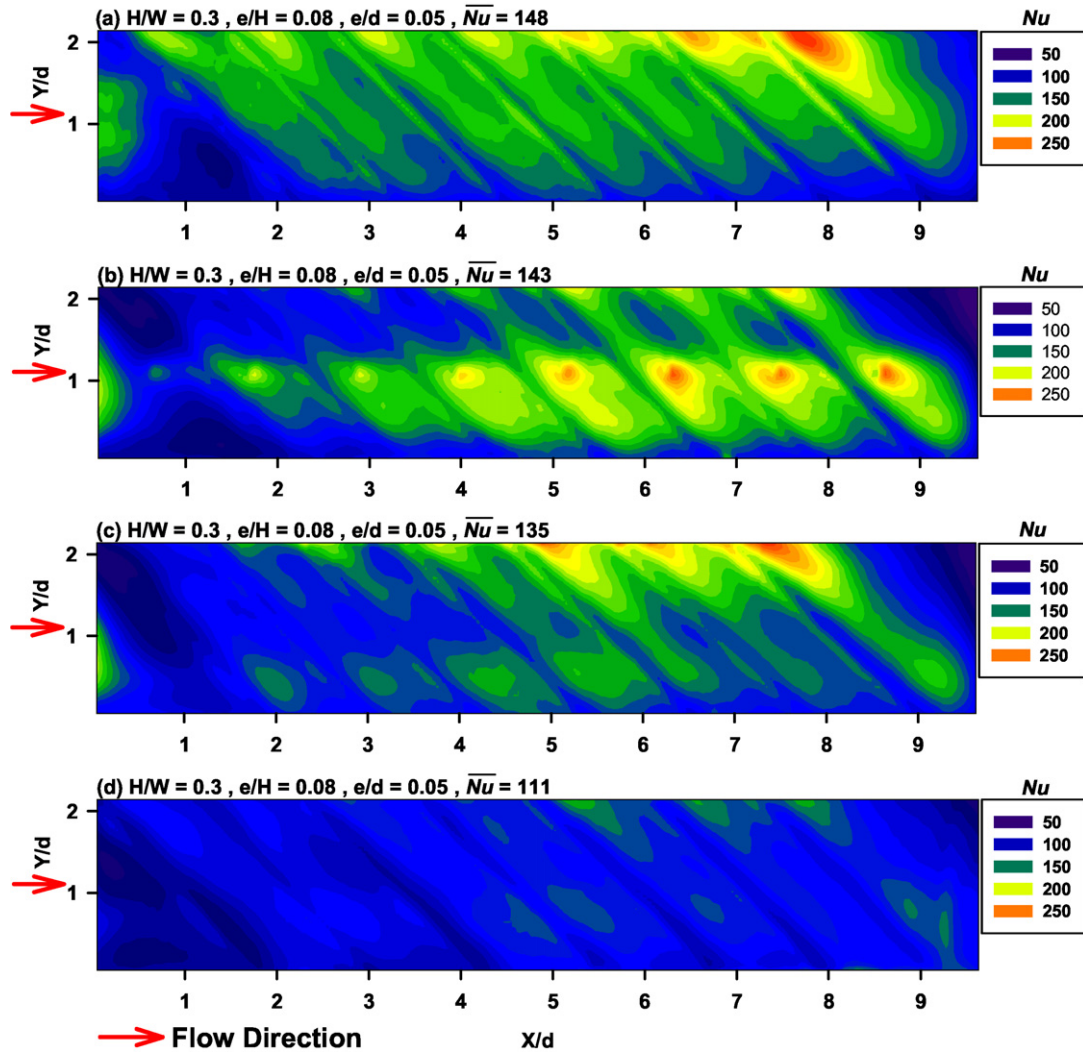 (a) H/W = 0.3 , e/H = 0.08 , e/d = 0.05 , Nu = 148
Nu
2
1
Y/d
50
100
150
200
250
1 2 3 4 5 6 7 8 9
(b) H/W = 0.3 , e/H = 0.08 , e/d = 0.05 , Nu = 143
Nu
2
1
Y/d
50
100
150
200
250
1 2 3 4 5 6 7 8 9
(c) H/W = 0.3 , e/H = 0.08 , e/d = 0.05 , Nu = 135
Nu
2
1
Y/d
50
100
150
200
250
1 2 3 4 5 6 7 8 9
(d) H/W = 0.3 , e/H = 0.08 , e/d = 0.05 , Nu = 111
Nu
2
1
Y/d
50
100
150
200
250
1 2 3 4 5 6 7 8 9
Flow Direction
X/d